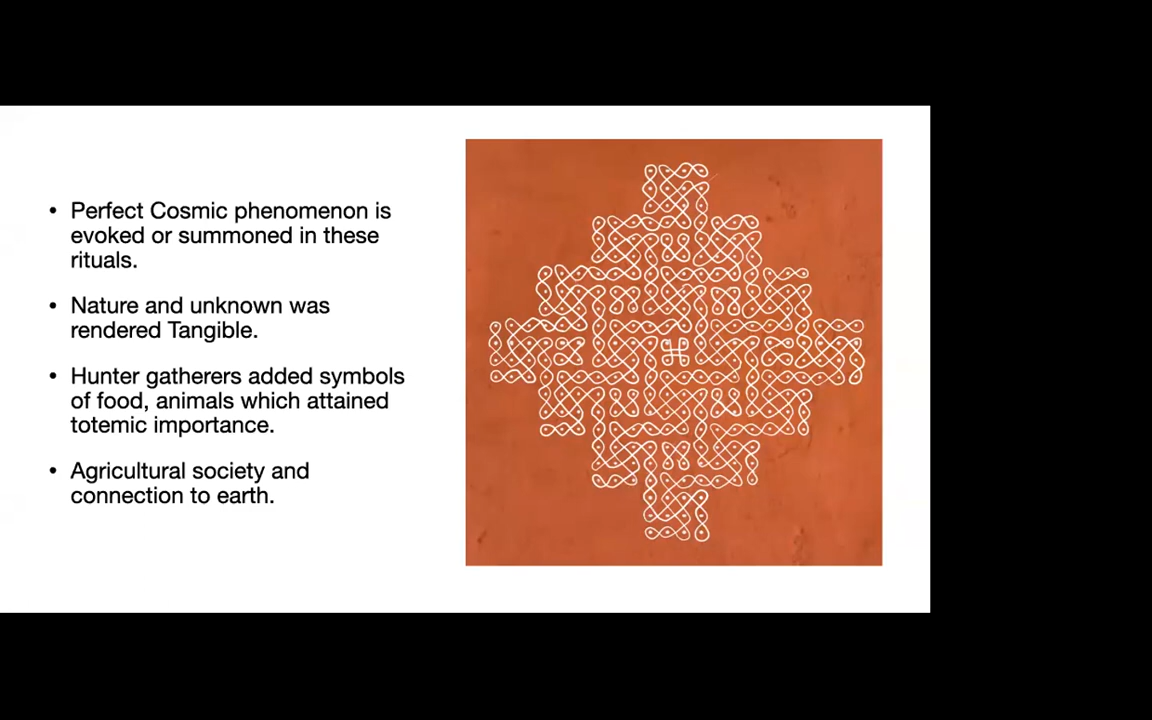 • Perfect Cosmic phenomenon is
evoked or summoned in these
rituals.
• Nature and unknown was
rendered Tangible.
• Hunter gatherers added symbols
of food, animals which attained
totemic importance.
• Agricultural society and
connection to earth.